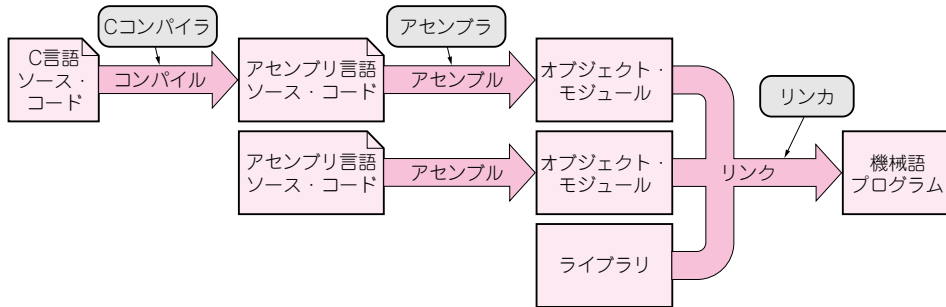 Cコンパイラ
アセンブラ
C言語
ソース・
コード
コンパイル
アセンブリ言語
ソース・コード
アセンブル
オブジェクト・
モジュール
リンカ
アセンブリ言語
ソース・コード
アセンブル
オブジェクト・
モジュール
リンク
機械語
プログラム
ライブラリ